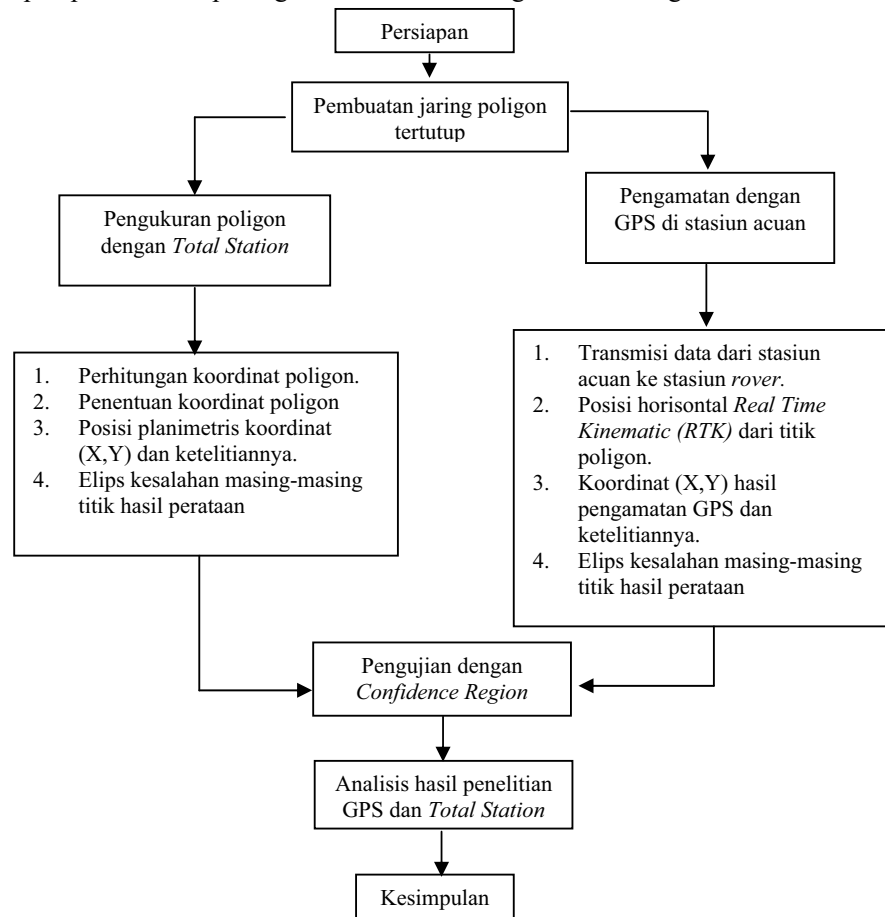 Persiapan
Pembuatan jaring poligon
tertutup
Pengukuran poligon
dengan Total Station
Pengamatan dengan
GPS di stasiun acuan
1. Perhitungan koordinat poligon.
2. Penentuan koordinat poligon
3. Posisi planimetris koordinat
(X,Y) dan ketelitiannya.
4. Elips kesalahan masing-masing
titik hasil perataan
1. Transmisi data dari stasiun
acuan ke stasiun rover.
2. Posisi horisontal Real Time
Kinematic (RTK) dari titik
poligon.
3. Koordinat (X,Y) hasil
pengamatan GPS dan
ketelitiannya.
4. Elips kesalahan masing-masing
titik hasil perataan
Pengujian dengan
Confidence Region
Analisis hasil penelitian
GPS dan Total Station
Kesimpulan